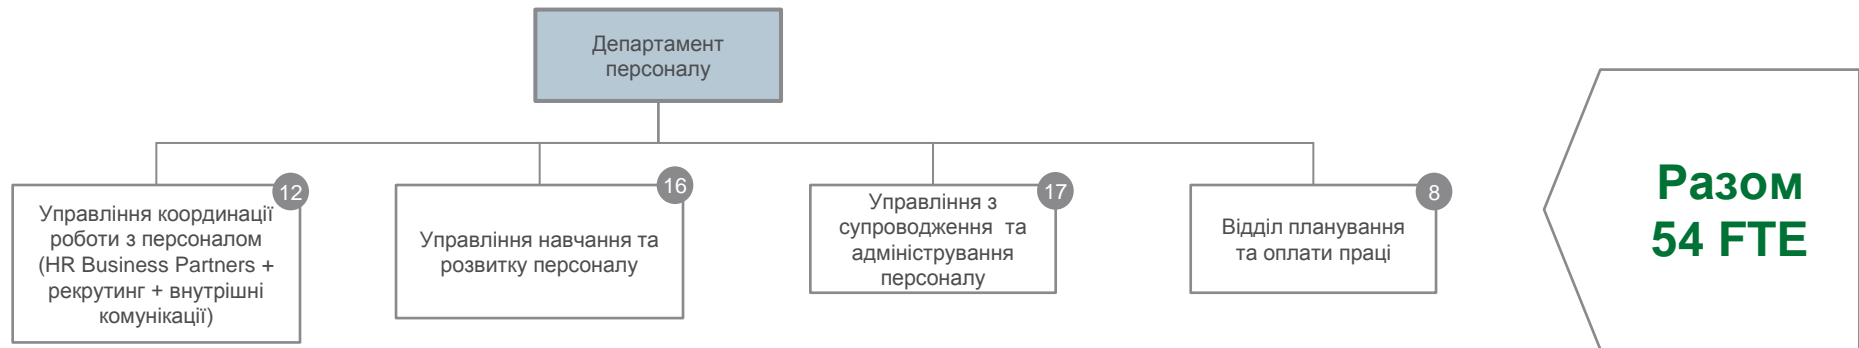 Департамент
персоналу
12
Управління координації
роботи з персоналом
(HR Business Partners +
рекрутинг + внутрішні
комунікації)
16
Управління навчання та
розвитку персоналу
17
Управління з
супроводження та
адміністрування
персоналу
8
Відділ планування
та оплати праці
Разом
54 FTE